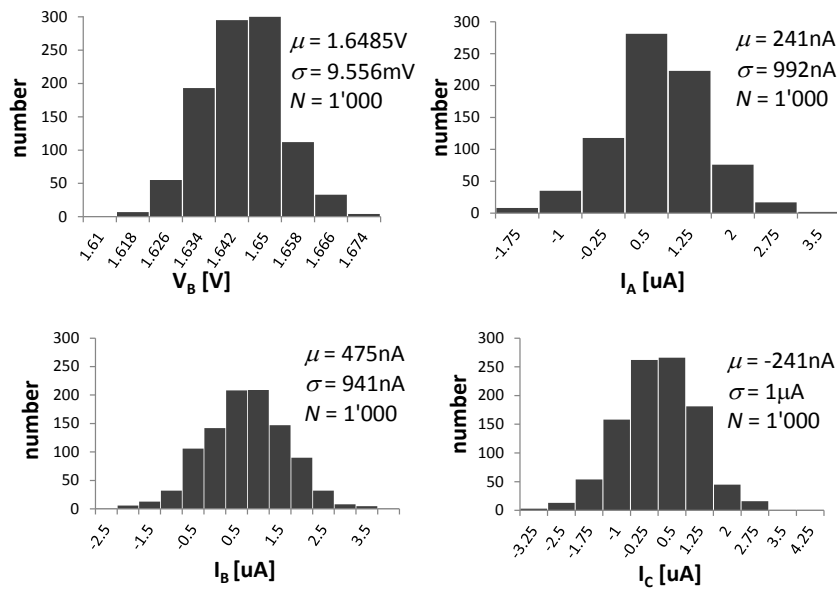 300
250
200
150
100
50
0
number
μ = 1.6485V
σ = 9.556mV
N = 1'000
1.61 1.618 1.626 1.634 1.642 1.65 1.658 1.666 1.674
V_B [V]
300
250
200
150
100
50
0
number
μ = 241nA
σ = 992nA
N = 1'000
-1.75 -1 -0.25 0.5 1.25 2 2.75 3.5
I_A [uA]
300
250
200
150
100
50
0
number
μ = 475nA
σ = 941nA
N = 1'000
-2.5 -1.5 -0.5 0.5 1.5 2.5 3.5
I_B [uA]
300
250
200
150
100
50
0
number
μ = -241nA
σ = 1μA
N = 1'000
-3.25 -2.5 -1.75 -1 -0.25 0.5 1.25 2 2.75 3.5 4.25
I_C [uA]